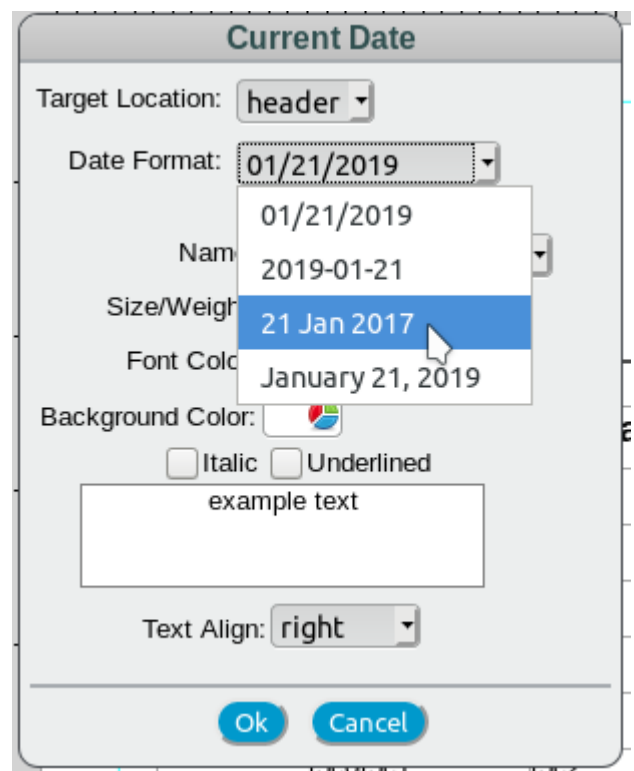 Current Date
Target Location: header
Date Format: 01/21/2019
01/21/2019
2019-01-21
21 Jan 2017
January 21, 2019
Background Color:
Italic Underlined
example text
Text Align: right
Ok Cancel